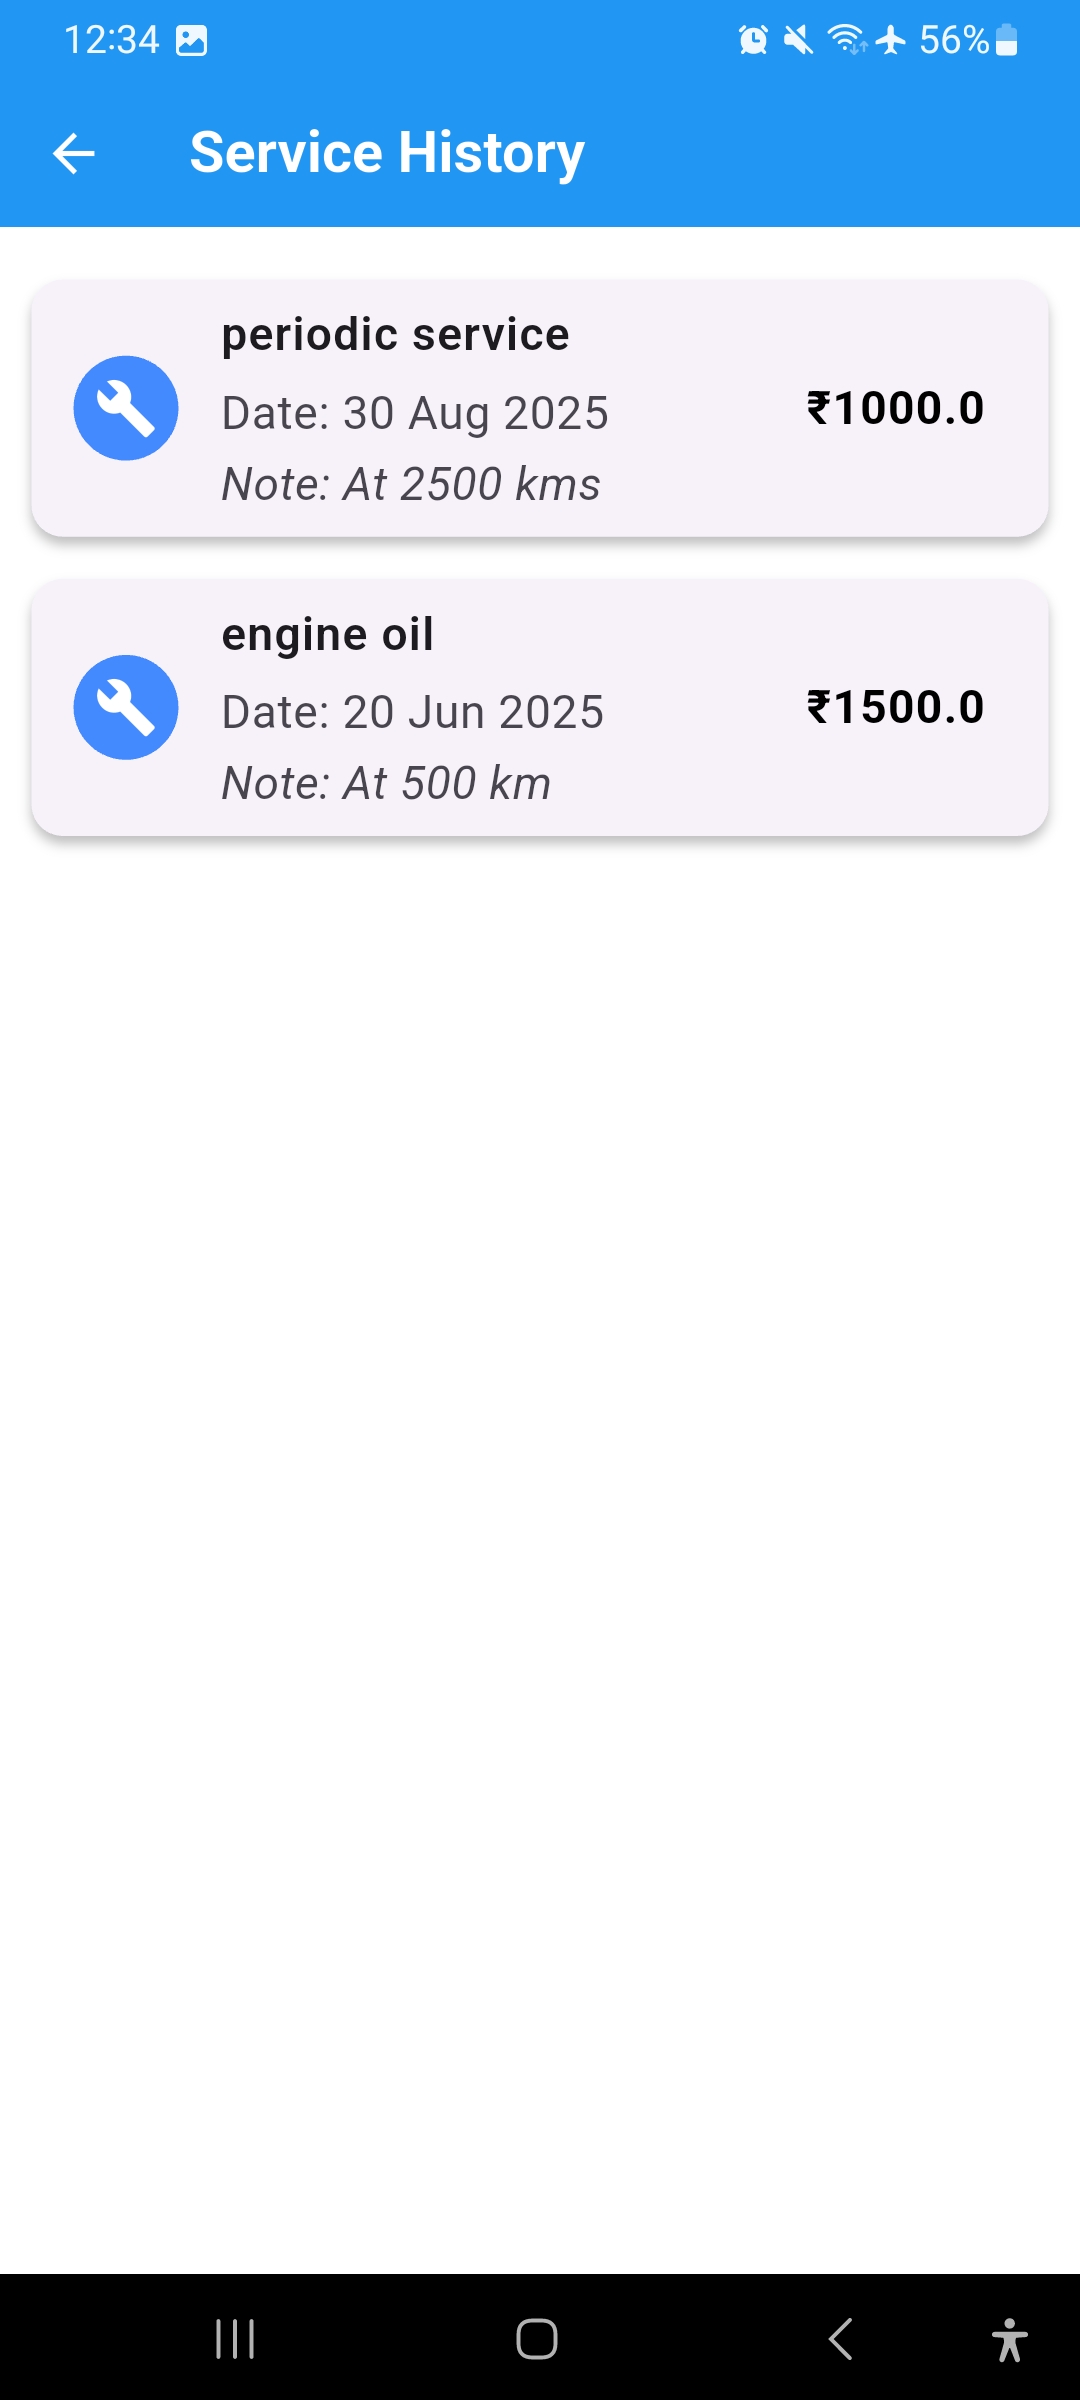 12:34
56%
Service History
periodic service
Date: 30 Aug 2025
₹1000.0
Note: At 2500 kms
engine oil
Date: 20 Jun 2025
₹1500.0
Note: At 500 km